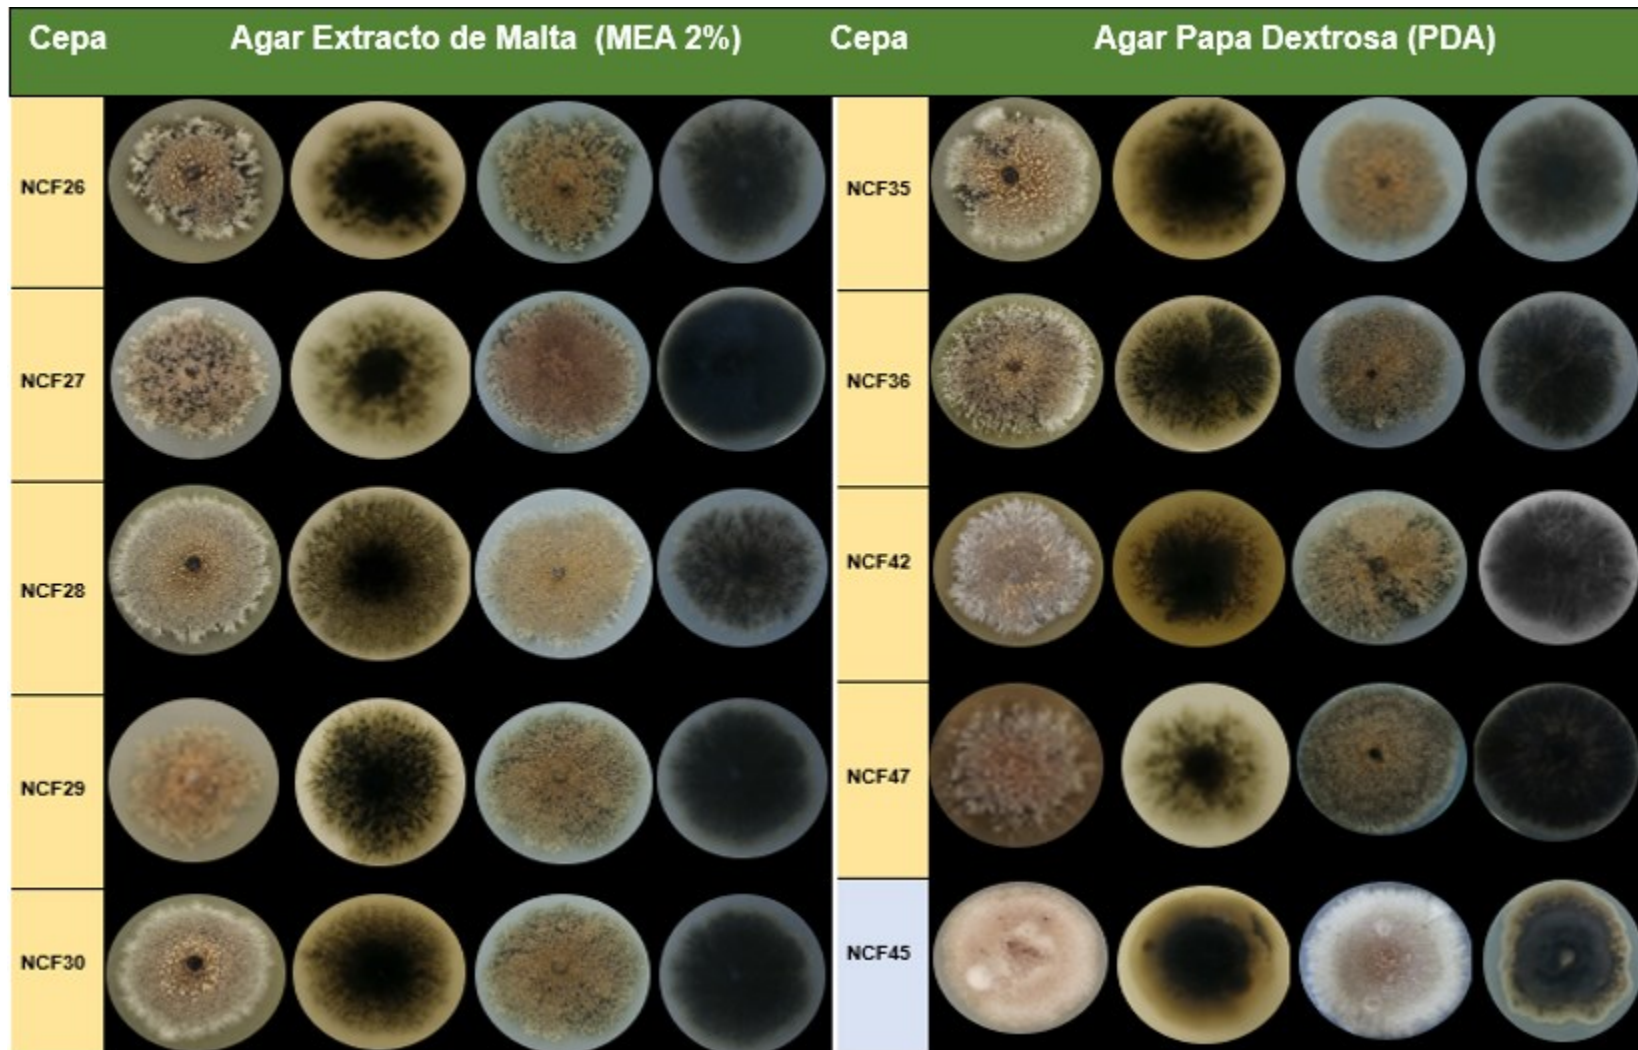 Cepa Agar Extracto de Malta (MEA 2%) Cepa Agar Papa Dextrosa (PDA)
NCF26 NCF35
NCF27 NCF36
NCF28 NCF42
NCF29 NCF47
NCF30 NCF45